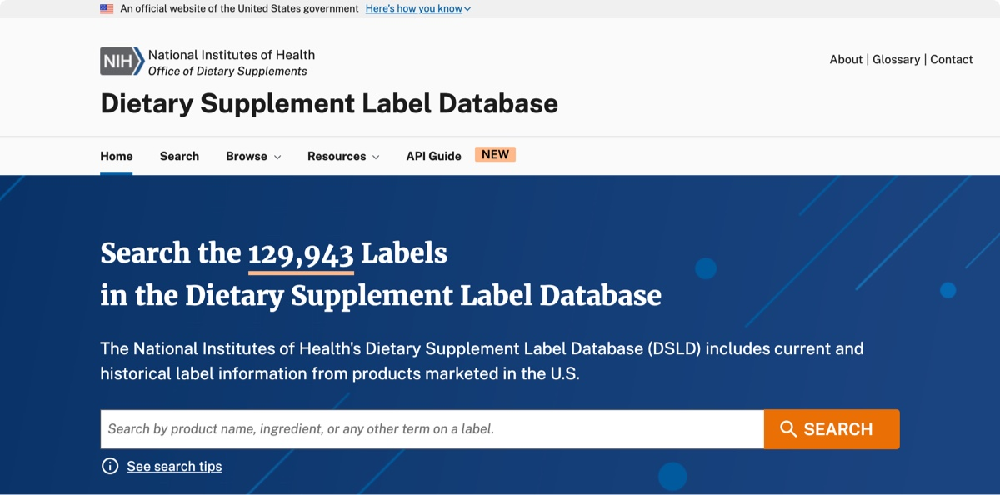 An official website of the United States government Here's how you know
NIH National Institutes of Health
Office of Dietary Supplements
About | Glossary | Contact
Dietary Supplement Label Database
Home Search Browse Resources API Guide NEW
Search the 129,943 Labels
in the Dietary Supplement Label Database
The National Institutes of Health's Dietary Supplement Label Database (DSLD) includes current and
historical label information from products marketed in the U.S.
Search by product name, ingredient, or any other term on a label.
SEARCH
See search tips